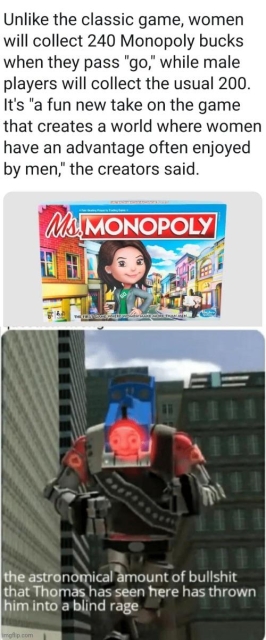 Unlike the classic game, women
will collect 240 Monopoly bucks
when they pass "go," while male
players will collect the usual 200.
It's "a fun new take on the game
that creates a world where women
have an advantage often enjoyed
by men," the creators said.
Ms. MONOPOLY
the astronomical amount of bullshit
that Thomas has seen here has thrown
him into a blind rage
imgflip.com